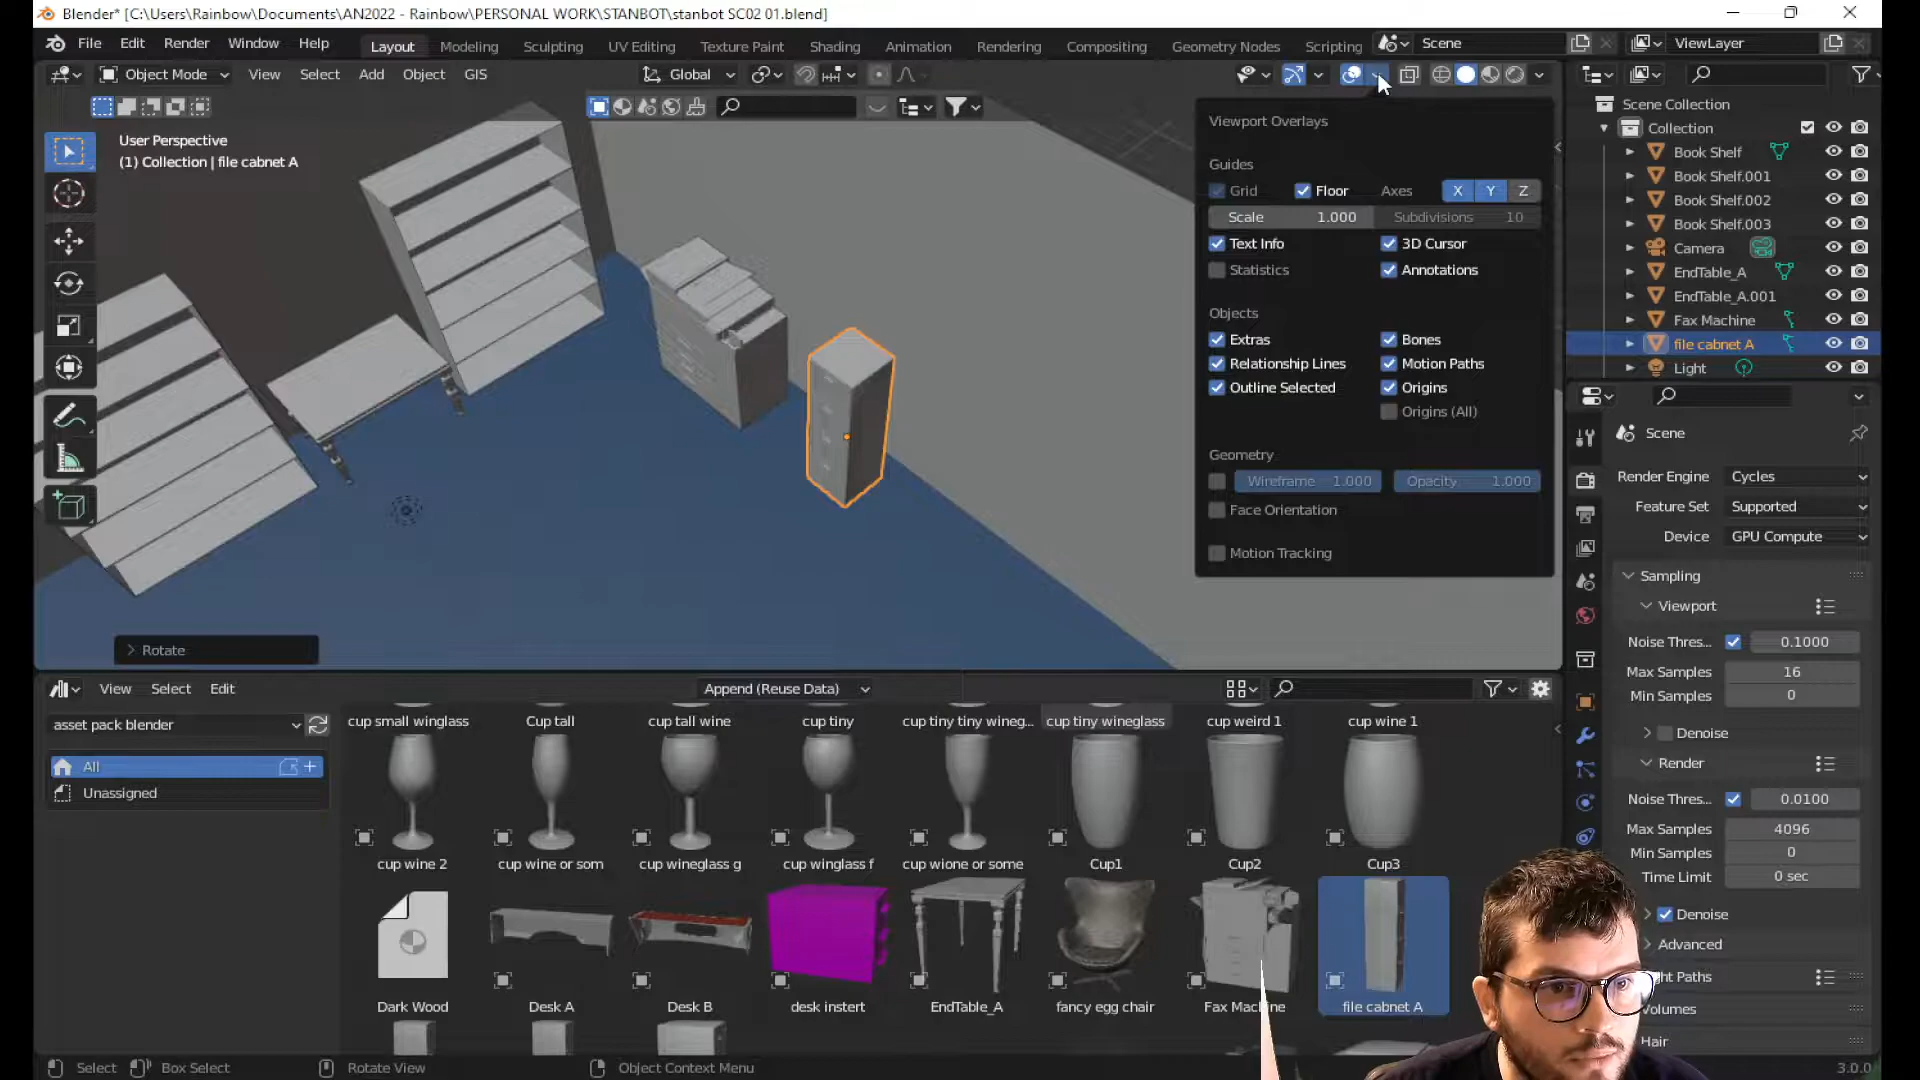 Blender* [C:\Users\Rainbow\Documents\AN2022 - Rainbow\PERSONAL WORK\STANBOT\stanbot SC02 01.blend]
File Edit Render Window Help Layout Modeling Sculpting UV Editing Texture Paint Shading Animation Rendering Compositing Geometry Nodes Scripting Scene ViewLayer
Object Mode View Select Add Object GIS Global
User Perspective
(1) Collection | file cabnet A
Viewport Overlays
Guides
Grid Floor Axes X Y Z
Scale 1.000 Subdivisions 10
Text Info 3D Cursor
Statistics Annotations
Objects
Extras Bones
Relationship Lines Motion Paths
Outline Selected Origins
Origins (All)
Geometry
Wireframe 1.000 Opacity 1.000
Face Orientation
Motion Tracking
Rotate
Scene Collection
Collection
Book Shelf
Book Shelf.001
Book Shelf.002
Book Shelf.003
Camera
EndTable_A
EndTable_A.001
Fax Machine
file cabnet A
Light
Scene
Render Engine Cycles
Feature Set Supported
Device GPU Compute
Sampling
Viewport
Noise Thres... 0.1000
Max Samples 16
Min Samples 0
Denoise
Render
Noise Thres... 0.0100
Max Samples 4096
Min Samples 0
Time Limit 0 sec
Denoise
Advanced
ght Paths
Volumes
Hair
View Select Edit Append (Reuse Data)
asset pack blender
All
Unassigned
cup small winglass Cup tall cup tall wine cup tiny cup tiny tiny wineg... cup tiny wineglass cup weird 1 cup wine 1
cup wine 2 cup wine or som cup wineglass g cup winglass f cup wione or some Cup1 Cup2 Cup3
Dark Wood Desk A Desk B desk instert EndTable_A fancy egg chair Fax Machine file cabnet A
Select Box Select Rotate View Object Context Menu 3.0.0